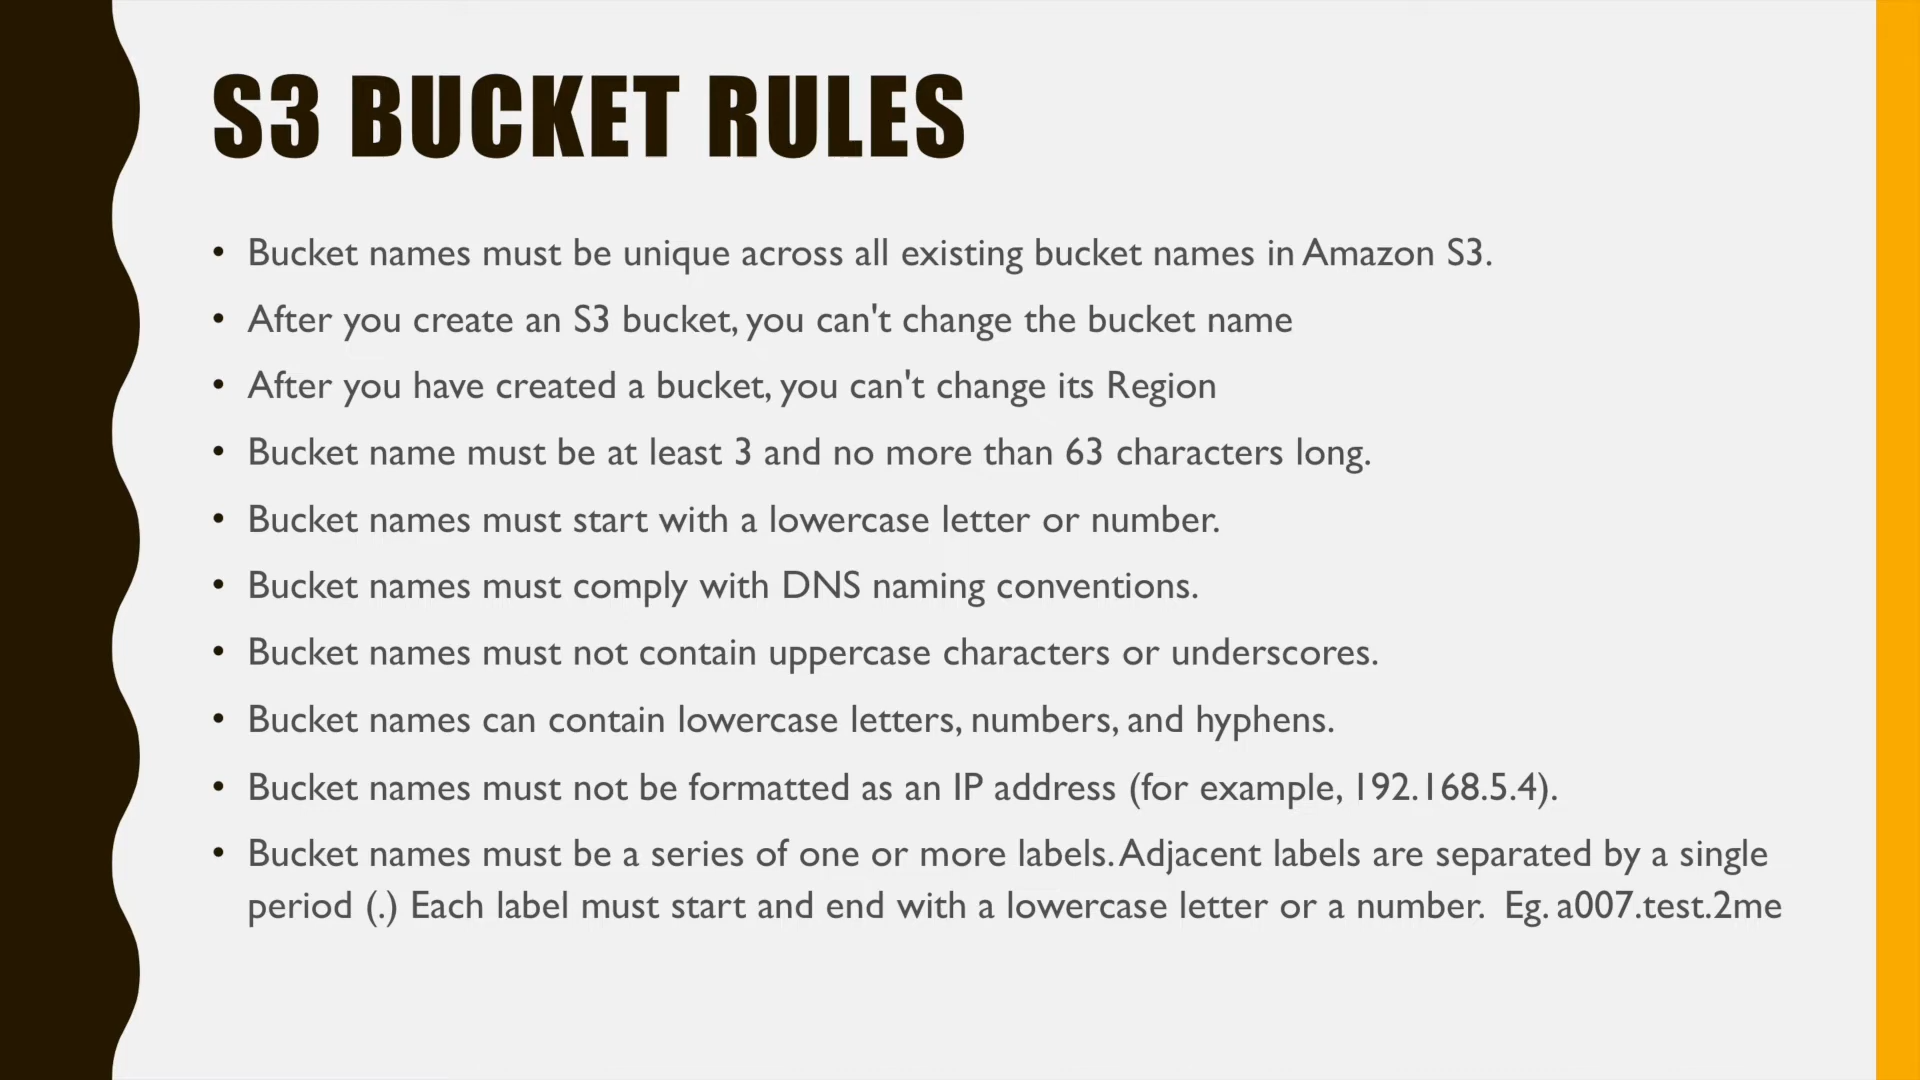 S3 BUCKET RULES
• Bucket names must be unique across all existing bucket names in Amazon S3.
• After you create an S3 bucket, you can't change the bucket name
• After you have created a bucket, you can't change its Region
• Bucket name must be at least 3 and no more than 63 characters long.
• Bucket names must start with a lowercase letter or number.
• Bucket names must comply with DNS naming conventions.
• Bucket names must not contain uppercase characters or underscores.
• Bucket names can contain lowercase letters, numbers, and hyphens.
• Bucket names must not be formatted as an IP address (for example, 192.168.5.4).
• Bucket names must be a series of one or more labels. Adjacent labels are separated by a single
period (.) Each label must start and end with a lowercase letter or a number. Eg. a007.test.2me